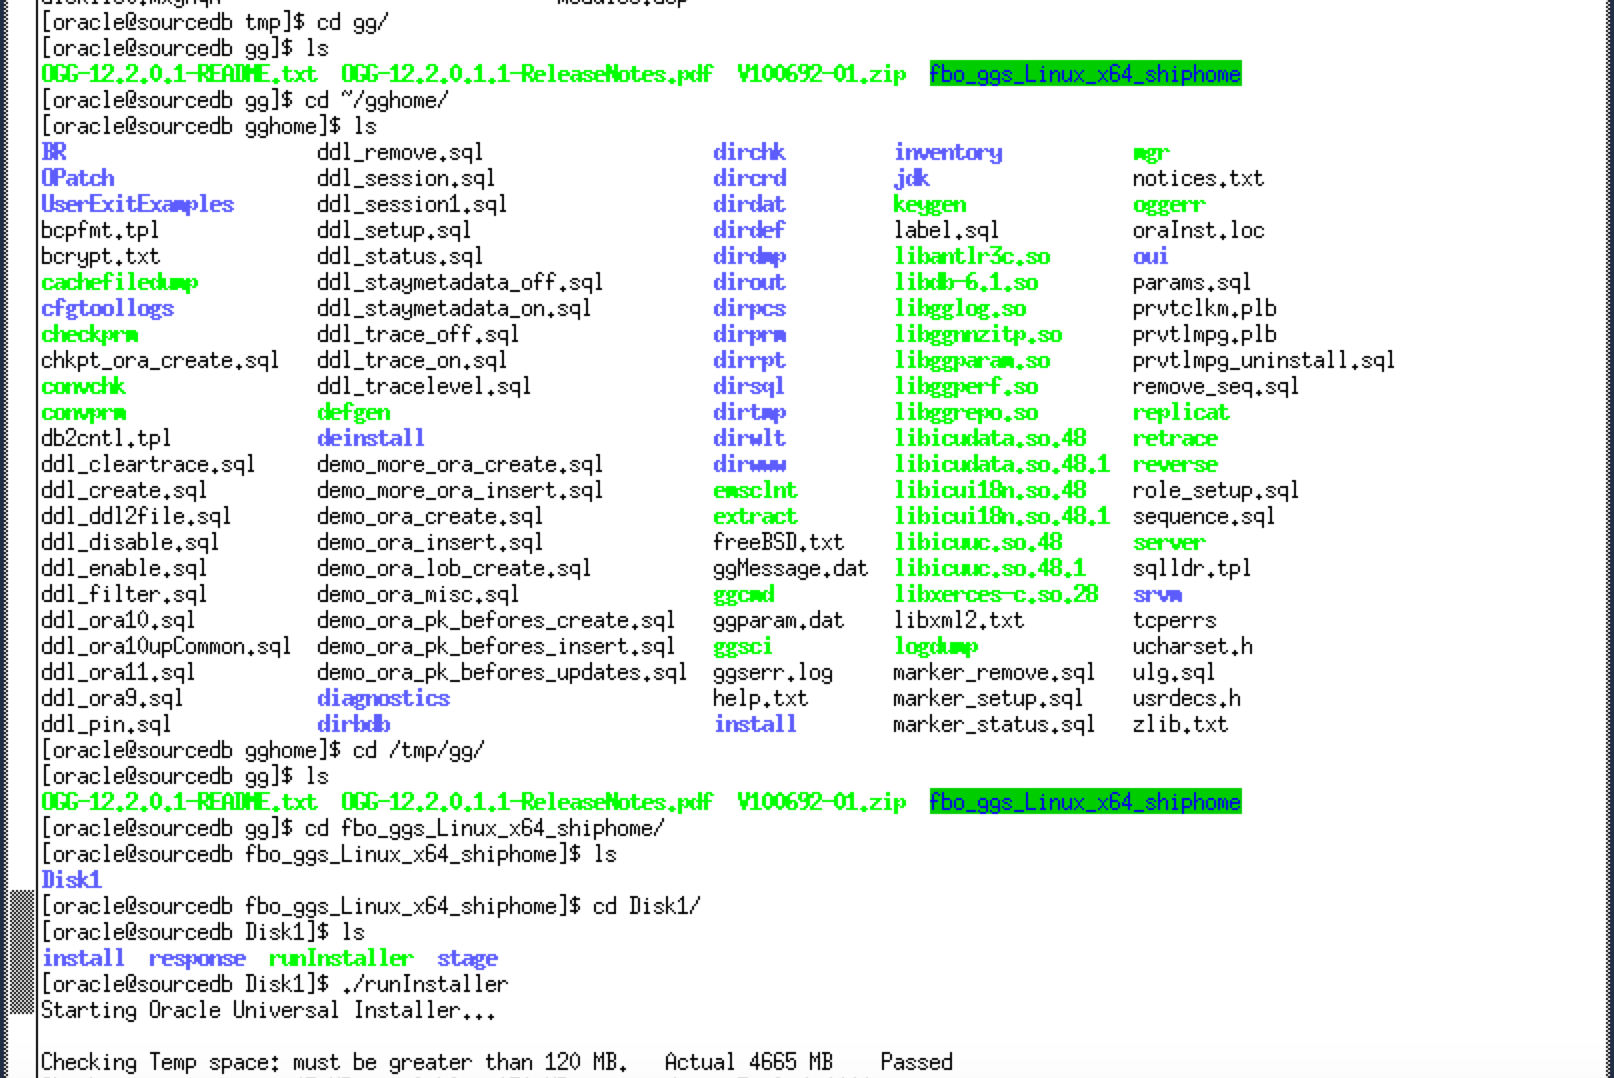 [oracle@sourcedb tmp]$ cd gg/
[oracle@sourcedb gg]$ ls
OGG-12.2.0.1-README.txt  OGG-12.2.0.1.1-ReleaseNotes.pdf  V100692-01.zip  fbo_ggs_Linux_x64_shiphome
[oracle@sourcedb gg]$ cd ~/gghome/
[oracle@sourcedb gghome]$ ls
BR  ddl_remove.sql  dirchk  inventory  mgr
OPatch  ddl_session.sql  dircrd  jdk  notices.txt
UserExitExamples  ddl_session1.sql  dirdat  keygen  oggerr
bcpfmt.tpl  ddl_setup.sql  dirdef  label.sql  oraInst.loc
bcrypt.txt  ddl_status.sql  dirdmp  libantlr3c.so  oui
cachefiledump  ddl_staymetadata_off.sql  dirout  libdb-6.1.so  params.sql
cfgtoollogs  ddl_staymetadata_on.sql  dirpcs  libgglog.so  prvtclkm.plb
checkprm  ddl_trace_off.sql  dirprm  libggnnzitp.so  prvtlmpg.plb
chkpt_ora_create.sql  ddl_trace_on.sql  dirrpt  libggparam.so  prvtlmpg_uninstall.sql
convchk  ddl_tracelevel.sql  dirsql  libggperf.so  remove_seq.sql
convprm  defgen  dirtmp  libggrepo.so  replicat
db2cntl.tpl  deinstall  dirwlt  libicudata.so.48  retrace
ddl_cleartrace.sql  demo_more_ora_create.sql  dirwww  libicudata.so.48.1  reverse
ddl_create.sql  demo_more_ora_insert.sql  emsclnt  libicui18n.so.48  role_setup.sql
ddl_ddl2file.sql  demo_ora_create.sql  extract  libicui18n.so.48.1  sequence.sql
ddl_disable.sql  demo_ora_insert.sql  freeBSD.txt  libicuuc.so.48  server
ddl_enable.sql  demo_ora_lob_create.sql  ggMessage.dat  libicuuc.so.48.1  sqlldr.tpl
ddl_filter.sql  demo_ora_misc.sql  ggcmd  libxerces-c.so.28  srvm
ddl_ora10.sql  demo_ora_pk_befores_create.sql  ggparam.dat  libxml2.txt  tcperrs
ddl_ora10upCommon.sql  demo_ora_pk_befores_insert.sql  ggsci  logdump  ucharset.h
ddl_ora11.sql  demo_ora_pk_befores_updates.sql  ggserr.log  marker_remove.sql  ulg.sql
ddl_ora9.sql  diagnostics  help.txt  marker_setup.sql  usrdecs.h
ddl_pin.sql  dirbdb  install  marker_status.sql  zlib.txt
[oracle@sourcedb gghome]$ cd /tmp/gg/
[oracle@sourcedb gg]$ ls
OGG-12.2.0.1-README.txt  OGG-12.2.0.1.1-ReleaseNotes.pdf  V100692-01.zip  fbo_ggs_Linux_x64_shiphome
[oracle@sourcedb gg]$ cd fbo_ggs_Linux_x64_shiphome/
[oracle@sourcedb fbo_ggs_Linux_x64_shiphome]$ ls
Disk1
[oracle@sourcedb fbo_ggs_Linux_x64_shiphome]$ cd Disk1/
[oracle@sourcedb Disk1]$ ls
install  response  runInstaller  stage
[oracle@sourcedb Disk1]$ ./runInstaller
Starting Oracle Universal Installer...
Checking Temp space: must be greater than 120 MB.   Actual 4665 MB    Passed